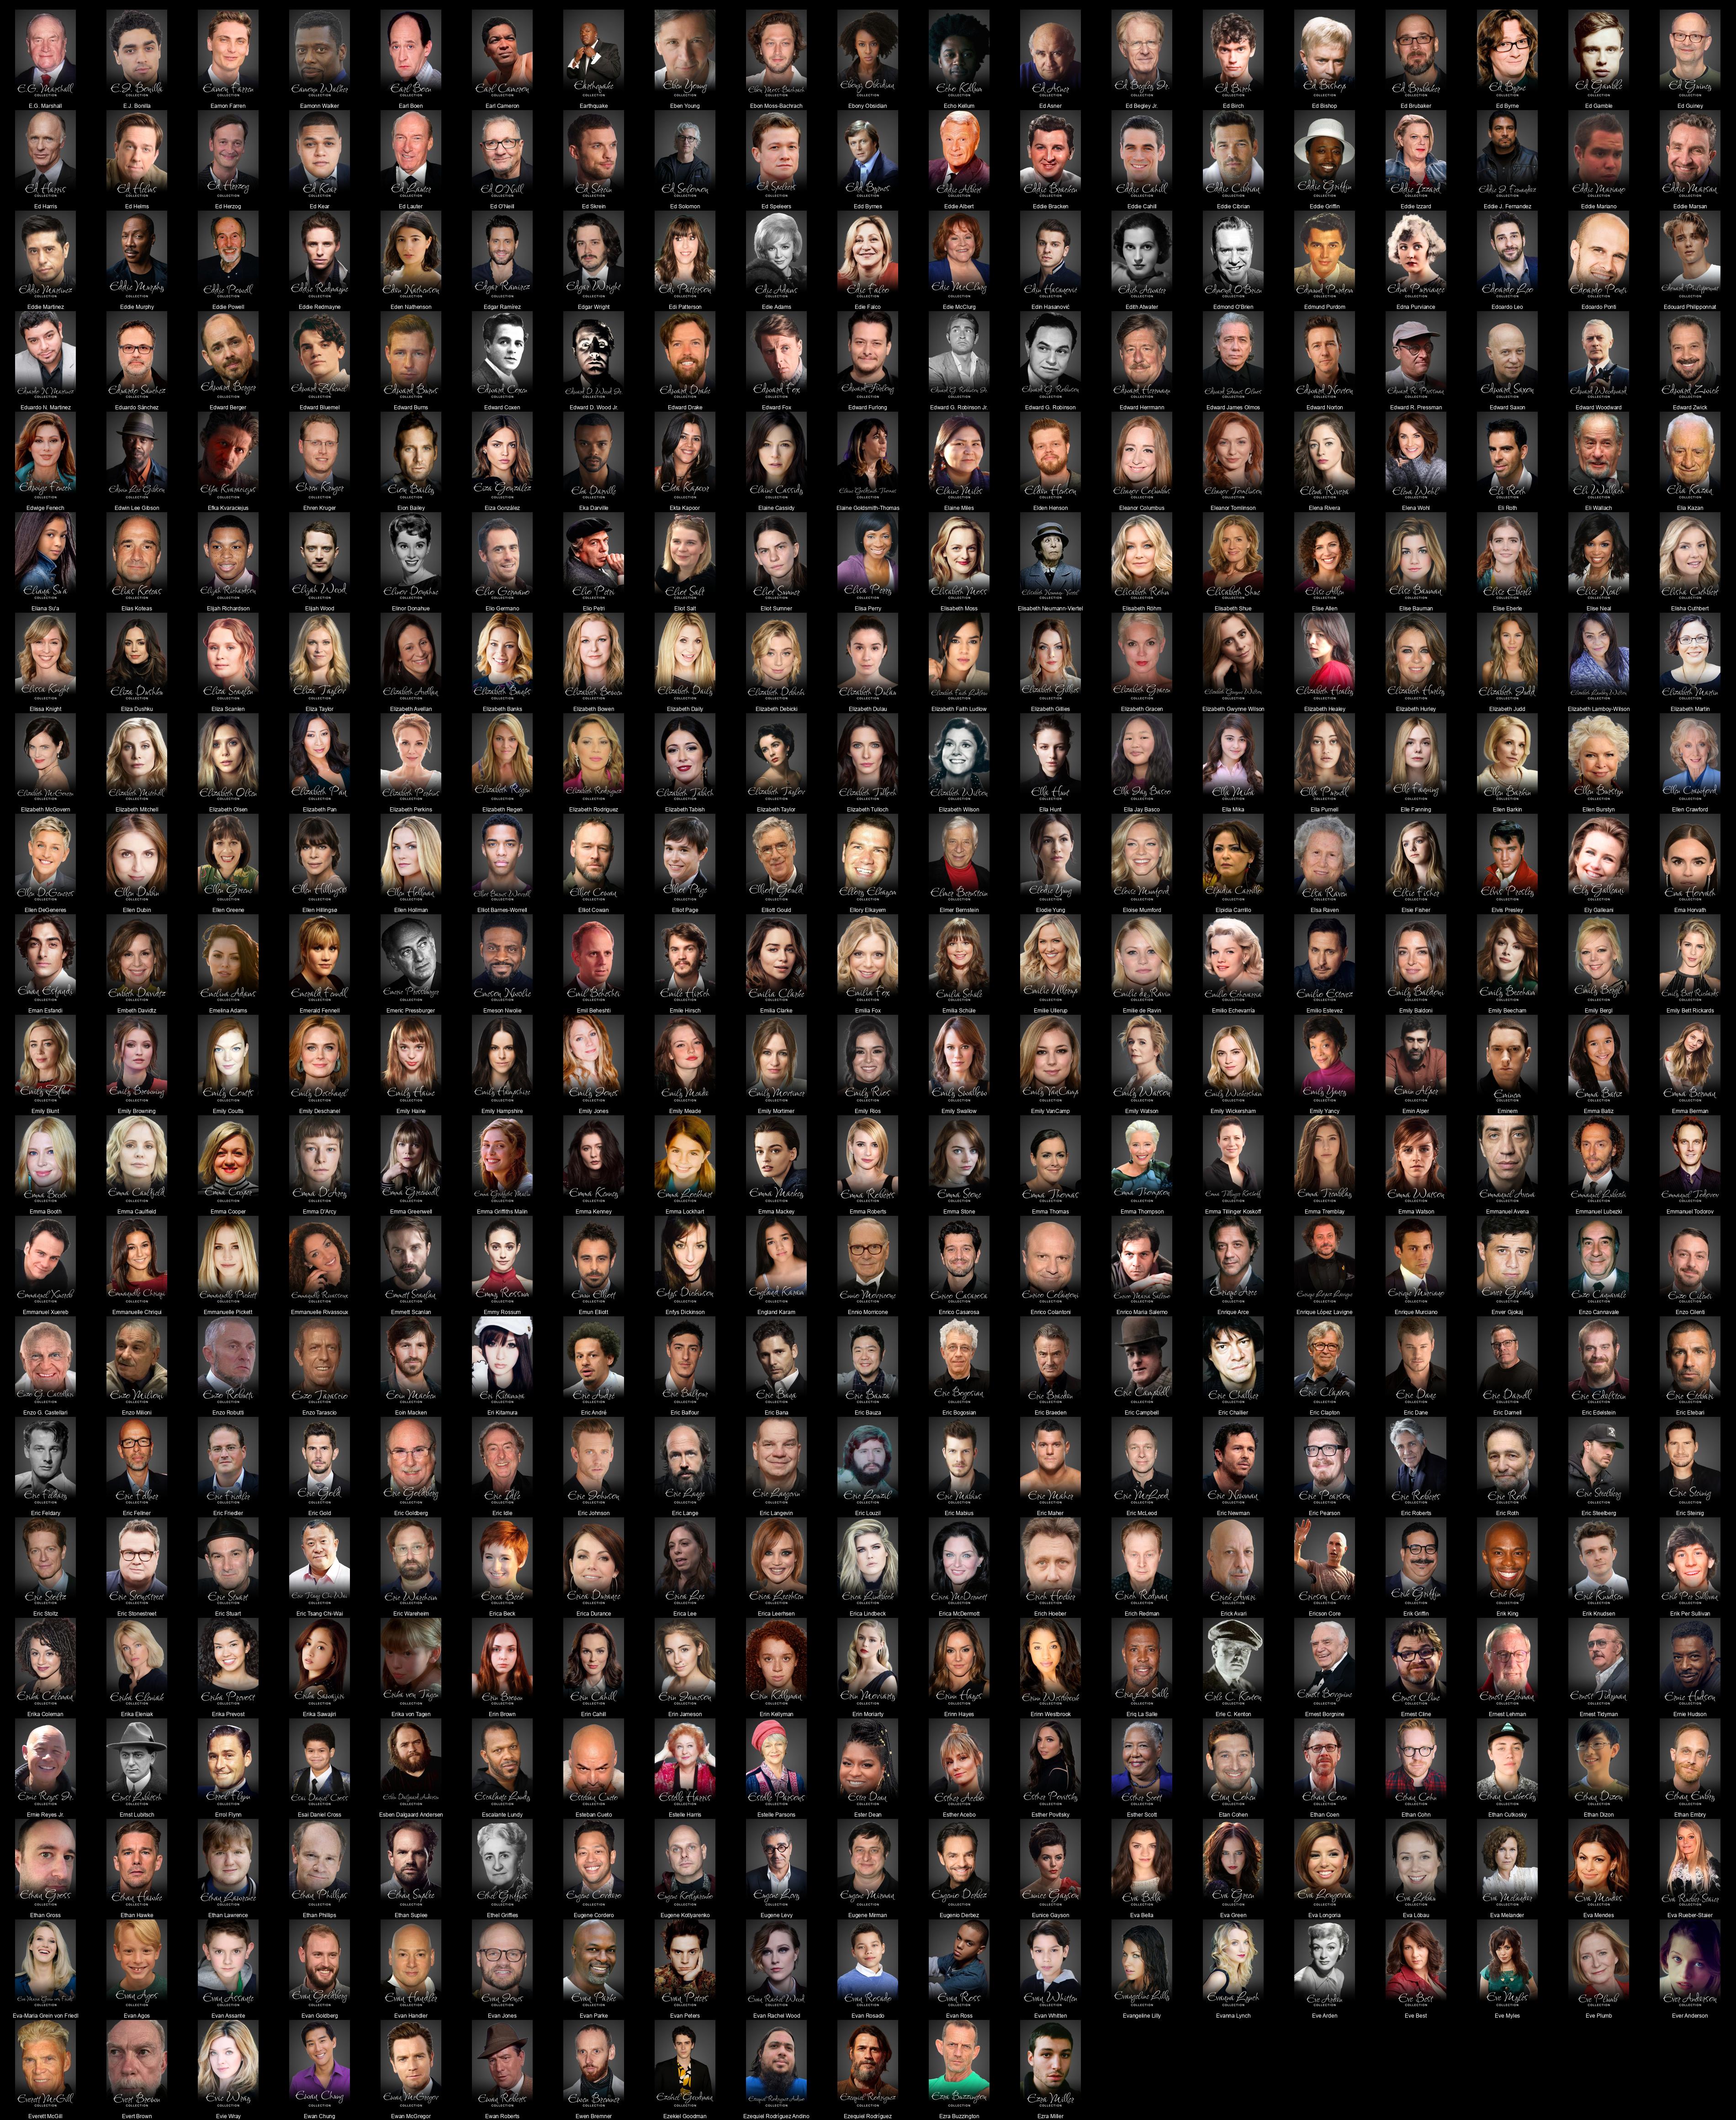 E.G. Marshall E.J. Bonilla Eamon Farren Eamonn Walker Earl Boen Earl Cameron Earthquake Eben Young Ebon Moss-Bachrach Ebony Obsidian Echo Kellum Ed Asner Ed Begley Jr. Ed Birch Ed Bishop Ed Brubaker Ed Byrne Ed Gamble Ed Guiney
Ed Harris Ed Helms Ed Herzog Ed Kear Ed Lauter Ed O'Neill Ed Skrein Ed Solomon Ed Speleers Edd Byrnes Eddie Albert Eddie Bracken Eddie Cahill Eddie Cibrian Eddie Griffin Eddie Izzard Eddie J. Fernandez Eddie Mariano Eddie Marsan
Eddie Martinez Eddie Murphy Eddie Powell Eddie Redmayne Eden Nathenson Edgar Ramírez Edgar Wright Edi Patterson Edie Adams Edie Falco Edie McClurg Edin Hasanović Edith Atwater Edmond O'Brien Edmund Purdom Edna Purviance Edoardo Leo Edoardo Ponti Edouard Philipponnat
Eduardo N. Martinez Eduardo Sánchez Edward Berger Edward Bluemel Edward Burns Edward Coxen Edward D. Wood Jr. Edward Drake Edward Fox Edward Furlong Edward G. Robinson Jr. Edward G. Robinson Edward Herrmann Edward James Olmos Edward Norton Edward R. Pressman Edward Saxon Edward Woodward Edward Zwick
Edwige Fenech Edwin Lee Gibson Efka Kvaraciejus Ehren Kruger Eion Bailey Eiza González Eka Darville Ekta Kapoor Elaine Cassidy Elaine Goldsmith-Thomas Elaine Miles Elden Henson Eleanor Columbus Eleanor Tomlinson Elena Rivera Elena Wohl Eli Roth Eli Wallach Elia Kazan
Eliana Su'a Elias Koteas Elijah Richardson Elijah Wood Elinor Donahue Elio Germano Elio Petri Eliot Salt Eliot Sumner Elisa Perry Elisabeth Moss Elisabeth Neumann-Viertel Elisabeth Röhm Elisabeth Shue Elise Allen Elise Bauman Elise Eberle Elise Neal Elisha Cuthbert
Elissa Knight Eliza Dushku Eliza Scanlen Eliza Taylor Elizabeth Avellan Elizabeth Banks Elizabeth Bowen Elizabeth Daily Elizabeth Debicki Elizabeth Dulau Elizabeth Faith Ludlow Elizabeth Gillies Elizabeth Gracen Elizabeth Gwynne Wilson Elizabeth Healey Elizabeth Hurley Elizabeth Judd Elizabeth Lamboy-Wilson Elizabeth Martin
Elizabeth McGovern Elizabeth Mitchell Elizabeth Olsen Elizabeth Pan Elizabeth Perkins Elizabeth Regen Elizabeth Rodriguez Elizabeth Tabish Elizabeth Taylor Elizabeth Tulloch Elizabeth Wilson Ella Hunt Ella Jay Basco Ella Mika Ella Purnell Elle Fanning Ellen Barkin Ellen Burstyn Ellen Crawford
Ellen DeGeneres Ellen Dubin Ellen Greene Ellen Hillingsø Ellen Hollman Elliot Barnes-Worrell Elliot Cowan Elliot Page Elliott Gould Ellory Elkayem Elmer Bernstein Elodie Yung Eloise Mumford Elpidia Carrillo Elsa Raven Elsie Fisher Elvis Presley Ely Galleani Ema Horvath
Eman Esfandi Embeth Davidtz Emelina Adams Emerald Fennell Emeric Pressburger Emeson Nwolie Emil Beheshti Emile Hirsch Emilia Clarke Emilia Fox Emilia Schüle Emilie Ullerup Emilie de Ravin Emilio Echevarría Emilio Estevez Emily Baldoni Emily Beecham Emily Bergl Emily Bett Rickards
Emily Blunt Emily Browning Emily Coutts Emily Deschanel Emily Haine Emily Hampshire Emily Jones Emily Meade Emily Mortimer Emily Rios Emily Swallow Emily VanCamp Emily Watson Emily Wickersham Emily Yancy Emin Alper Eminem Emma Batiz Emma Berman
Emma Booth Emma Caulfield Emma Cooper Emma D'Arcy Emma Greenwell Emma Griffiths Malin Emma Kenney Emma Lockhart Emma Mackey Emma Roberts Emma Stone Emma Thomas Emma Thompson Emma Tillinger Koskoff Emma Tremblay Emma Watson Emmanuel Avena Emmanuel Lubezki Emmanuel Todorov
Emmanuel Xuereb Emmanuelle Chriqui Emmanuelle Pickett Emmanuelle Rivassoux Emmett Scanlan Emmy Rossum Emun Elliott Enfys Dickinson England Karam Ennio Morricone Enrico Casarosa Enrico Colantoni Enrico Maria Salerno Enrique Arce Enrique López Lavigne Enrique Murciano Enver Gjokaj Enzo Cannavale Enzo Cilenti
Enzo G. Castellari Enzo Milioni Enzo Robutti Enzo Tarascio Eoin Macken Eri Kitamura Eric André Eric Balfour Eric Bana Eric Bauza Eric Bogosian Eric Braeden Eric Campbell Eric Challier Eric Clapton Eric Dane Eric Darnell Eric Edelstein Eric Etebari
Eric Feldary Eric Fellner Eric Friedler Eric Gold Eric Goldberg Eric Idle Eric Johnson Eric Lange Eric Langevin Eric Louzil Eric Mabius Eric Maher Eric McLeod Eric Newman Eric Pearson Eric Roberts Eric Roth Eric Steelberg Eric Steinig
Eric Stoltz Eric Stonestreet Eric Stuart Eric Tsang Chi-Wai Eric Wareheim Erica Beck Erica Durance Erica Lee Erica Leerhsen Erica Lindbeck Erica McDermott Erich Hoeber Erich Redman Erick Avari Ericson Core Erik Griffin Erik King Erik Knudsen Erik Per Sullivan
Erika Coleman Erika Eleniak Erika Prevost Erika Sawajiri Erika von Tagen Erin Brown Erin Cahill Erin Jameson Erin Kellyman Erin Moriarty Erinn Hayes Erinn Westbrook Eriq La Salle Erle C. Kenton Ernest Borgnine Ernest Cline Ernest Lehman Ernest Tidyman Ernie Hudson
Ernie Reyes Jr. Ernst Lubitsch Errol Flynn Esai Daniel Cross Esben Dalgaard Andersen Escalante Lundy Esteban Cueto Estelle Harris Estelle Parsons Ester Dean Esther Acebo Esther Povitsky Esther Scott Etan Cohen Ethan Coen Ethan Cohn Ethan Cutkosky Ethan Dizon Ethan Embry
Ethan Gross Ethan Hawke Ethan Lawrence Ethan Phillips Ethan Suplee Ethel Griffies Eugene Cordero Eugene Kotlyarenko Eugene Levy Eugene Mirman Eugenio Derbez Eunice Gayson Eva Bella Eva Green Eva Longoria Eva Löbau Eva Melander Eva Mendes Eva Rueber-Staier
Eva-Maria Grein von Friedl Evan Agos Evan Assante Evan Goldberg Evan Handler Evan Jones Evan Parke Evan Peters Evan Rachel Wood Evan Rosado Evan Ross Evan Whitten Evangeline Lilly Evanna Lynch Eve Arden Eve Best Eve Myles Eve Plumb Ever Anderson
Everett McGill Evert Brown Evie Wray Ewan Chung Ewan McGregor Ewan Roberts Ewen Bremner Ezekiel Goodman Ezequiel Rodríguez Andino Ezequiel Rodríguez Ezra Buzzington Ezra Miller